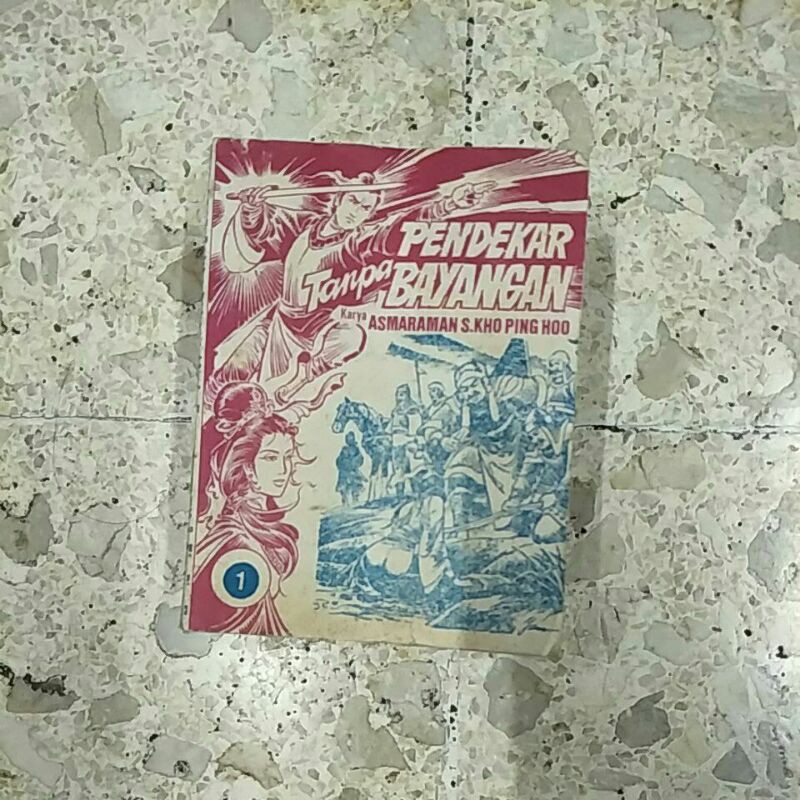 PENDEKAR
Tanpa BAYANGAN
Karya ASMARAMAN S.KHO PING HOO
1